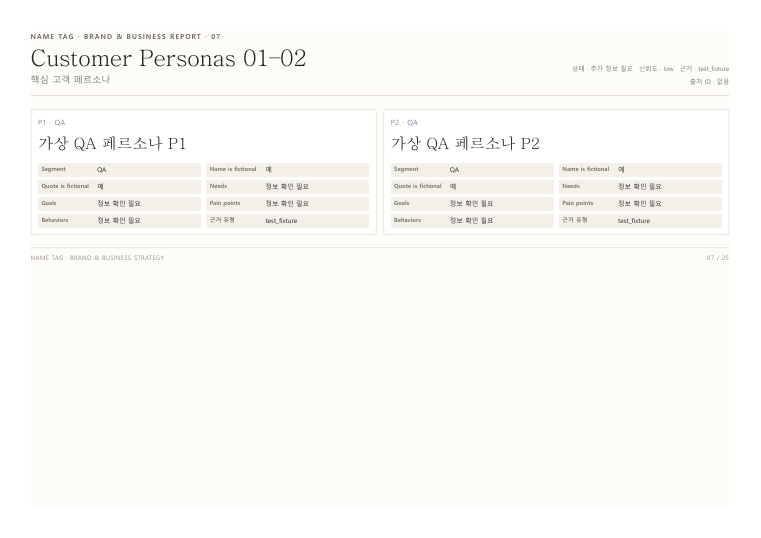 NAME TAG · BRAND & BUSINESS REPORT · 07
Customer Personas 01–02
핵심 고객 페르소나
상태 · 추가 정보 필요 신뢰도 · low 근거 · test_fixture
출처 ID · 없음
P1 · QA
가상 QA 페르소나 P1
Segment QA Name is fictional 예
Quote is fictional 예 Needs 정보 확인 필요
Goals 정보 확인 필요 Pain points 정보 확인 필요
Behaviors 정보 확인 필요 근거 유형 test_fixture
P2 · QA
가상 QA 페르소나 P2
Segment QA Name is fictional 예
Quote is fictional 예 Needs 정보 확인 필요
Goals 정보 확인 필요 Pain points 정보 확인 필요
Behaviors 정보 확인 필요 근거 유형 test_fixture
NAME TAG · BRAND & BUSINESS STRATEGY
07 / 25